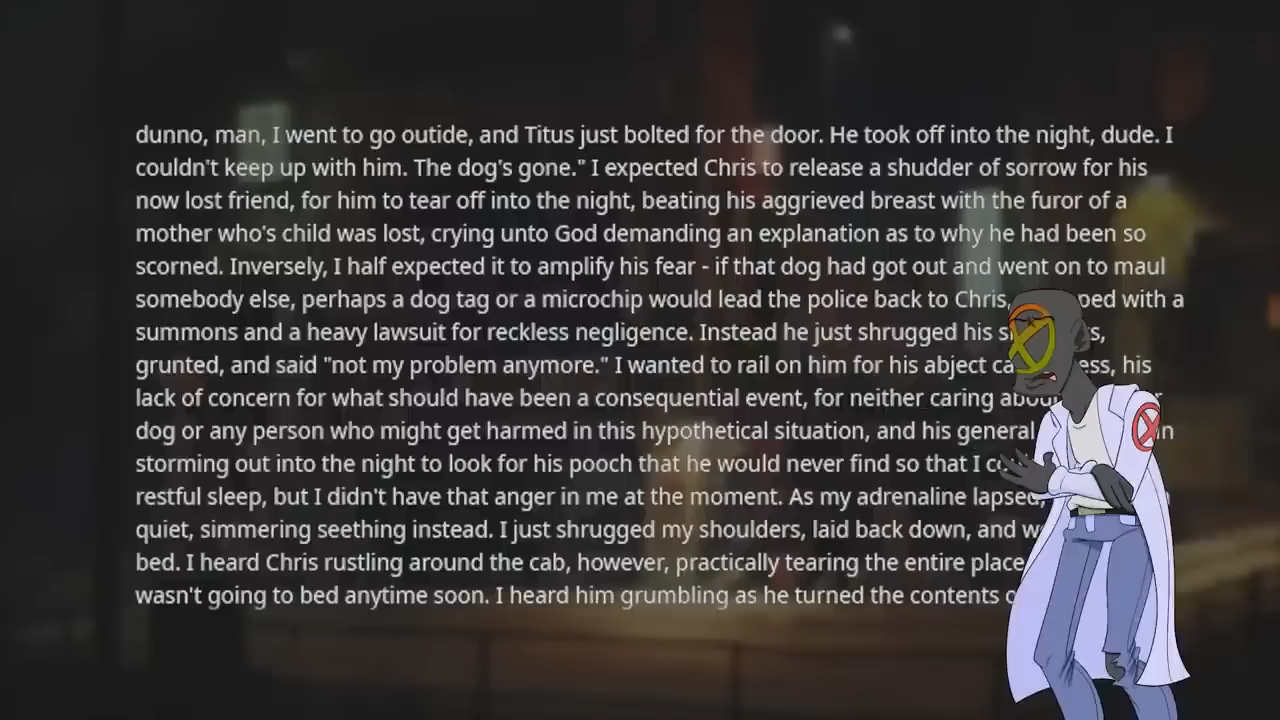 dunno, man, I went to go outide, and Titus just bolted for the door. He took off into the night, dude. I
couldn't keep up with him. The dog's gone." I expected Chris to release a shudder of sorrow for his
now lost friend, for him to tear off into the night, beating his aggrieved breast with the furor of a
mother who's child was lost, crying unto God demanding an explanation as to why he had been so
scorned. Inversely, I half expected it to amplify his fear - if that dog had got out and went on to maul
somebody else, perhaps a dog tag or a microchip would lead the police back to Chris, with a
summons and a heavy lawsuit for reckless negligence. Instead he just shrugged his
grunted, and said "not my problem anymore." I wanted to rail on him for his abject his
lack of concern for what should have been a consequential event, for neither caring
dog or any person who might get harmed in this hypothetical situation, and his general
storming out into the night to look for his pooch that he would never find so that I
restful sleep, but I didn't have that anger in me at the moment. As my adrenaline lapsed,
quiet, simmering seething instead. I just shrugged my shoulders, laid back down, and
bed. I heard Chris rustling around the cab, however, practically tearing the entire place
wasn't going to bed anytime soon. I heard him grumbling as he turned the contents